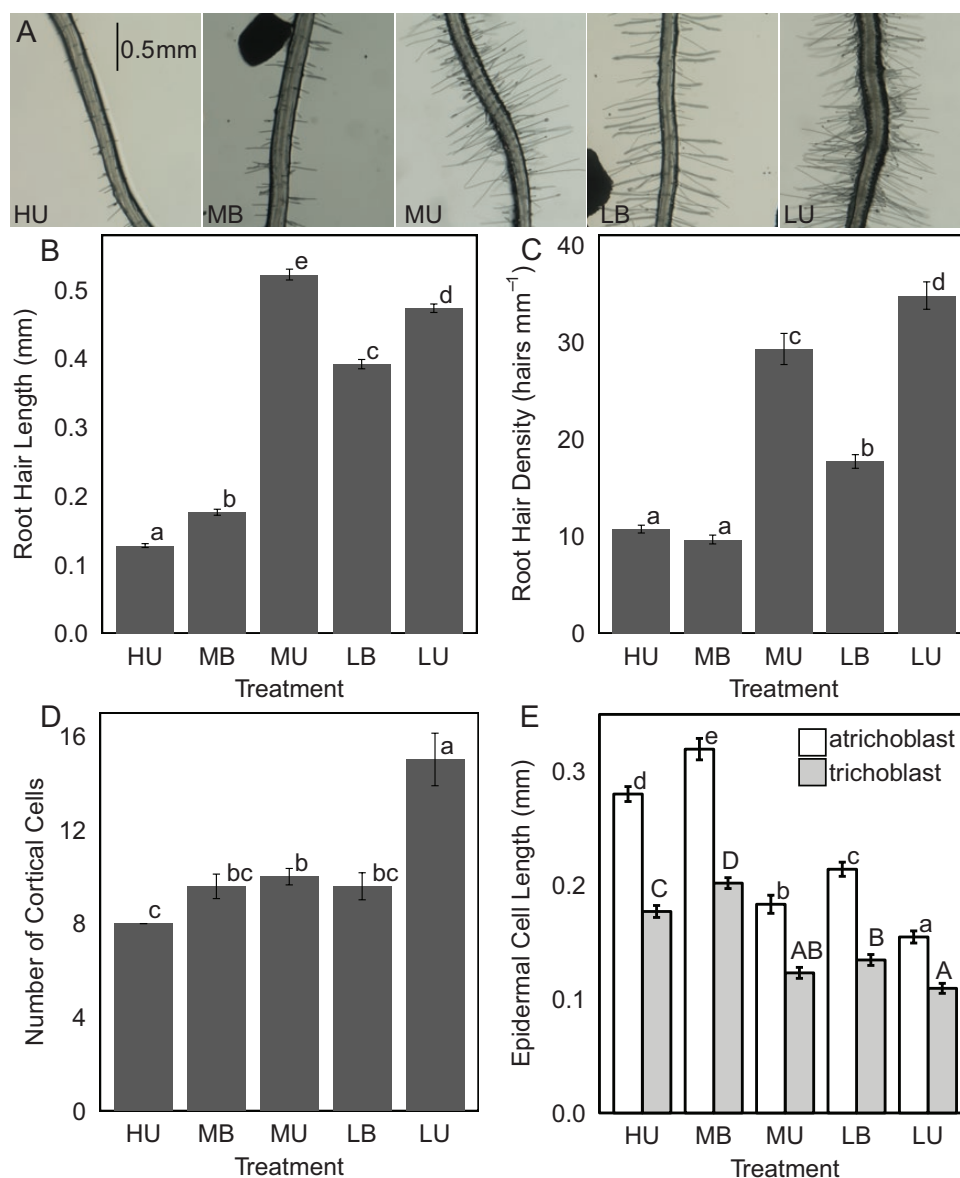 A
0.5mm
HU
MB
MU
LB
LU
B
Root Hair Length (mm)
0.5
0.4
0.3
0.2
0.1
0.0
a
b
e
c
d
HU MB MU LB LU
Treatment
C
Root Hair Density (hairs mm⁻¹)
40
30
20
10
0
a
a
c
b
d
HU MB MU LB LU
Treatment
D
Number of Cortical Cells
16
12
8
4
0
c
bc
b
bc
a
HU MB MU LB LU
Treatment
E
Epidermal Cell Length (mm)
0.3
0.2
0.1
0.0
atrichoblast
trichoblast
d
C
e
D
b
AB
c
B
a
A
HU MB MU LB LU
Treatment